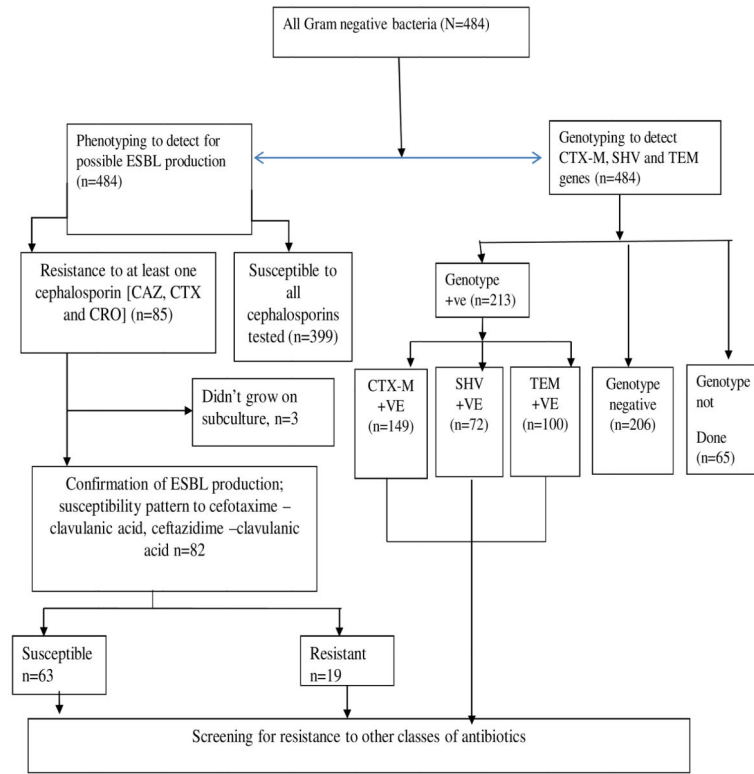 All Gram negative bacteria (N=484)
Phenotyping to detect for
possible ESBL production
(n=484)
Genotyping to detect
CTX-M, SHV and TEM
genes (n=484)
Resistance to at least one
cephalosporin [CAZ, CTX
and CRO] (n=85)
Susceptible to
all
cephalosporins
tested (n=399)
Genotype
+ve (n=213)
Didn’t grow on
subculture, n=3
CTX-M
+VE
(n=149)
SHV
+VE
(n=72)
TEM
+VE
(n=100)
Genotype
negative
(n=206)
Genotype
not
Done
(n=65)
Confirmation of ESBL production;
susceptibility pattern to cefotaxime –
clavulanic acid, ceftazidime –clavulanic
acid n=82
Susceptible
n=63
Resistant
n=19
Screening for resistance to other classes of antibiotics